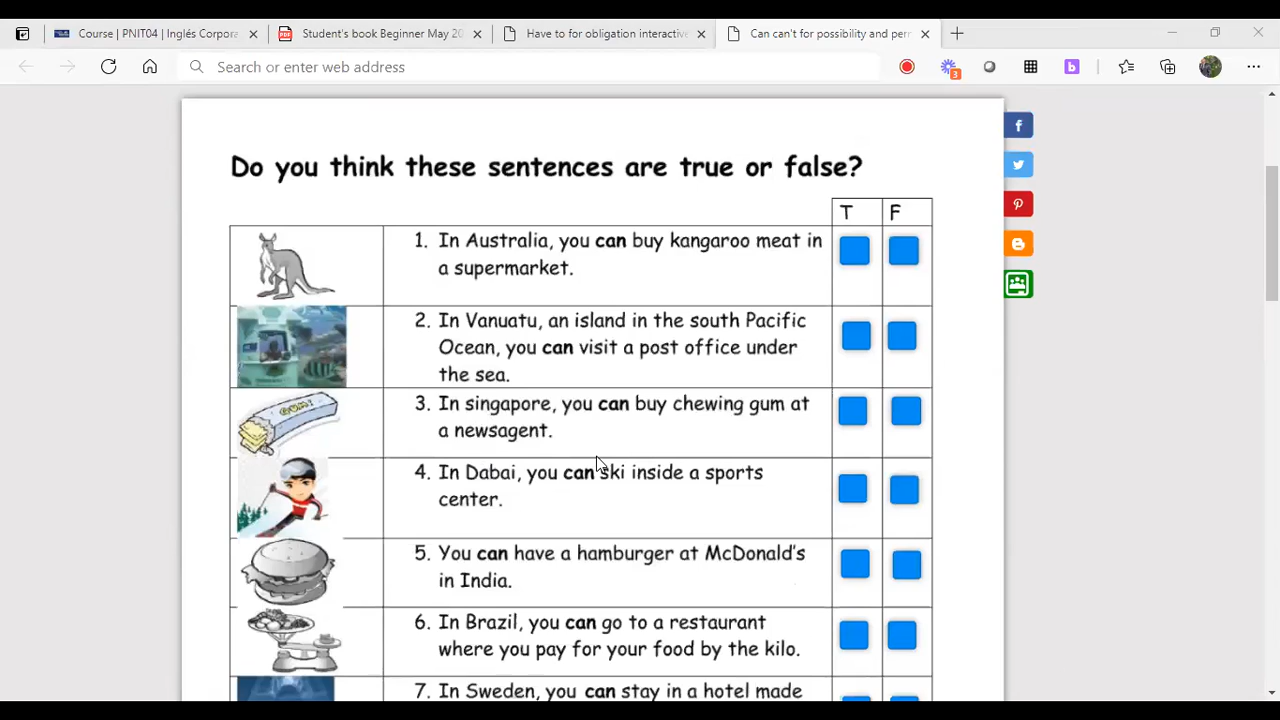 Course | PNIT04 | Inglés Corpora
Student's book Beginner May 20
Have to for obligation interactive
Can can't for possibility and perm
Search or enter web address
3
Do you think these sentences are true or false?
T F
1. In Australia, you can buy kangaroo meat in
a supermarket.
2. In Vanuatu, an island in the south Pacific
Ocean, you can visit a post office under
the sea.
GUM!
3. In singapore, you can buy chewing gum at
a newsagent.
4. In Dabai, you can ski inside a sports
center.
5. You can have a hamburger at McDonald's
in India.
6. In Brazil, you can go to a restaurant
where you pay for your food by the kilo.
7. In Sweden, you can stay in a hotel made